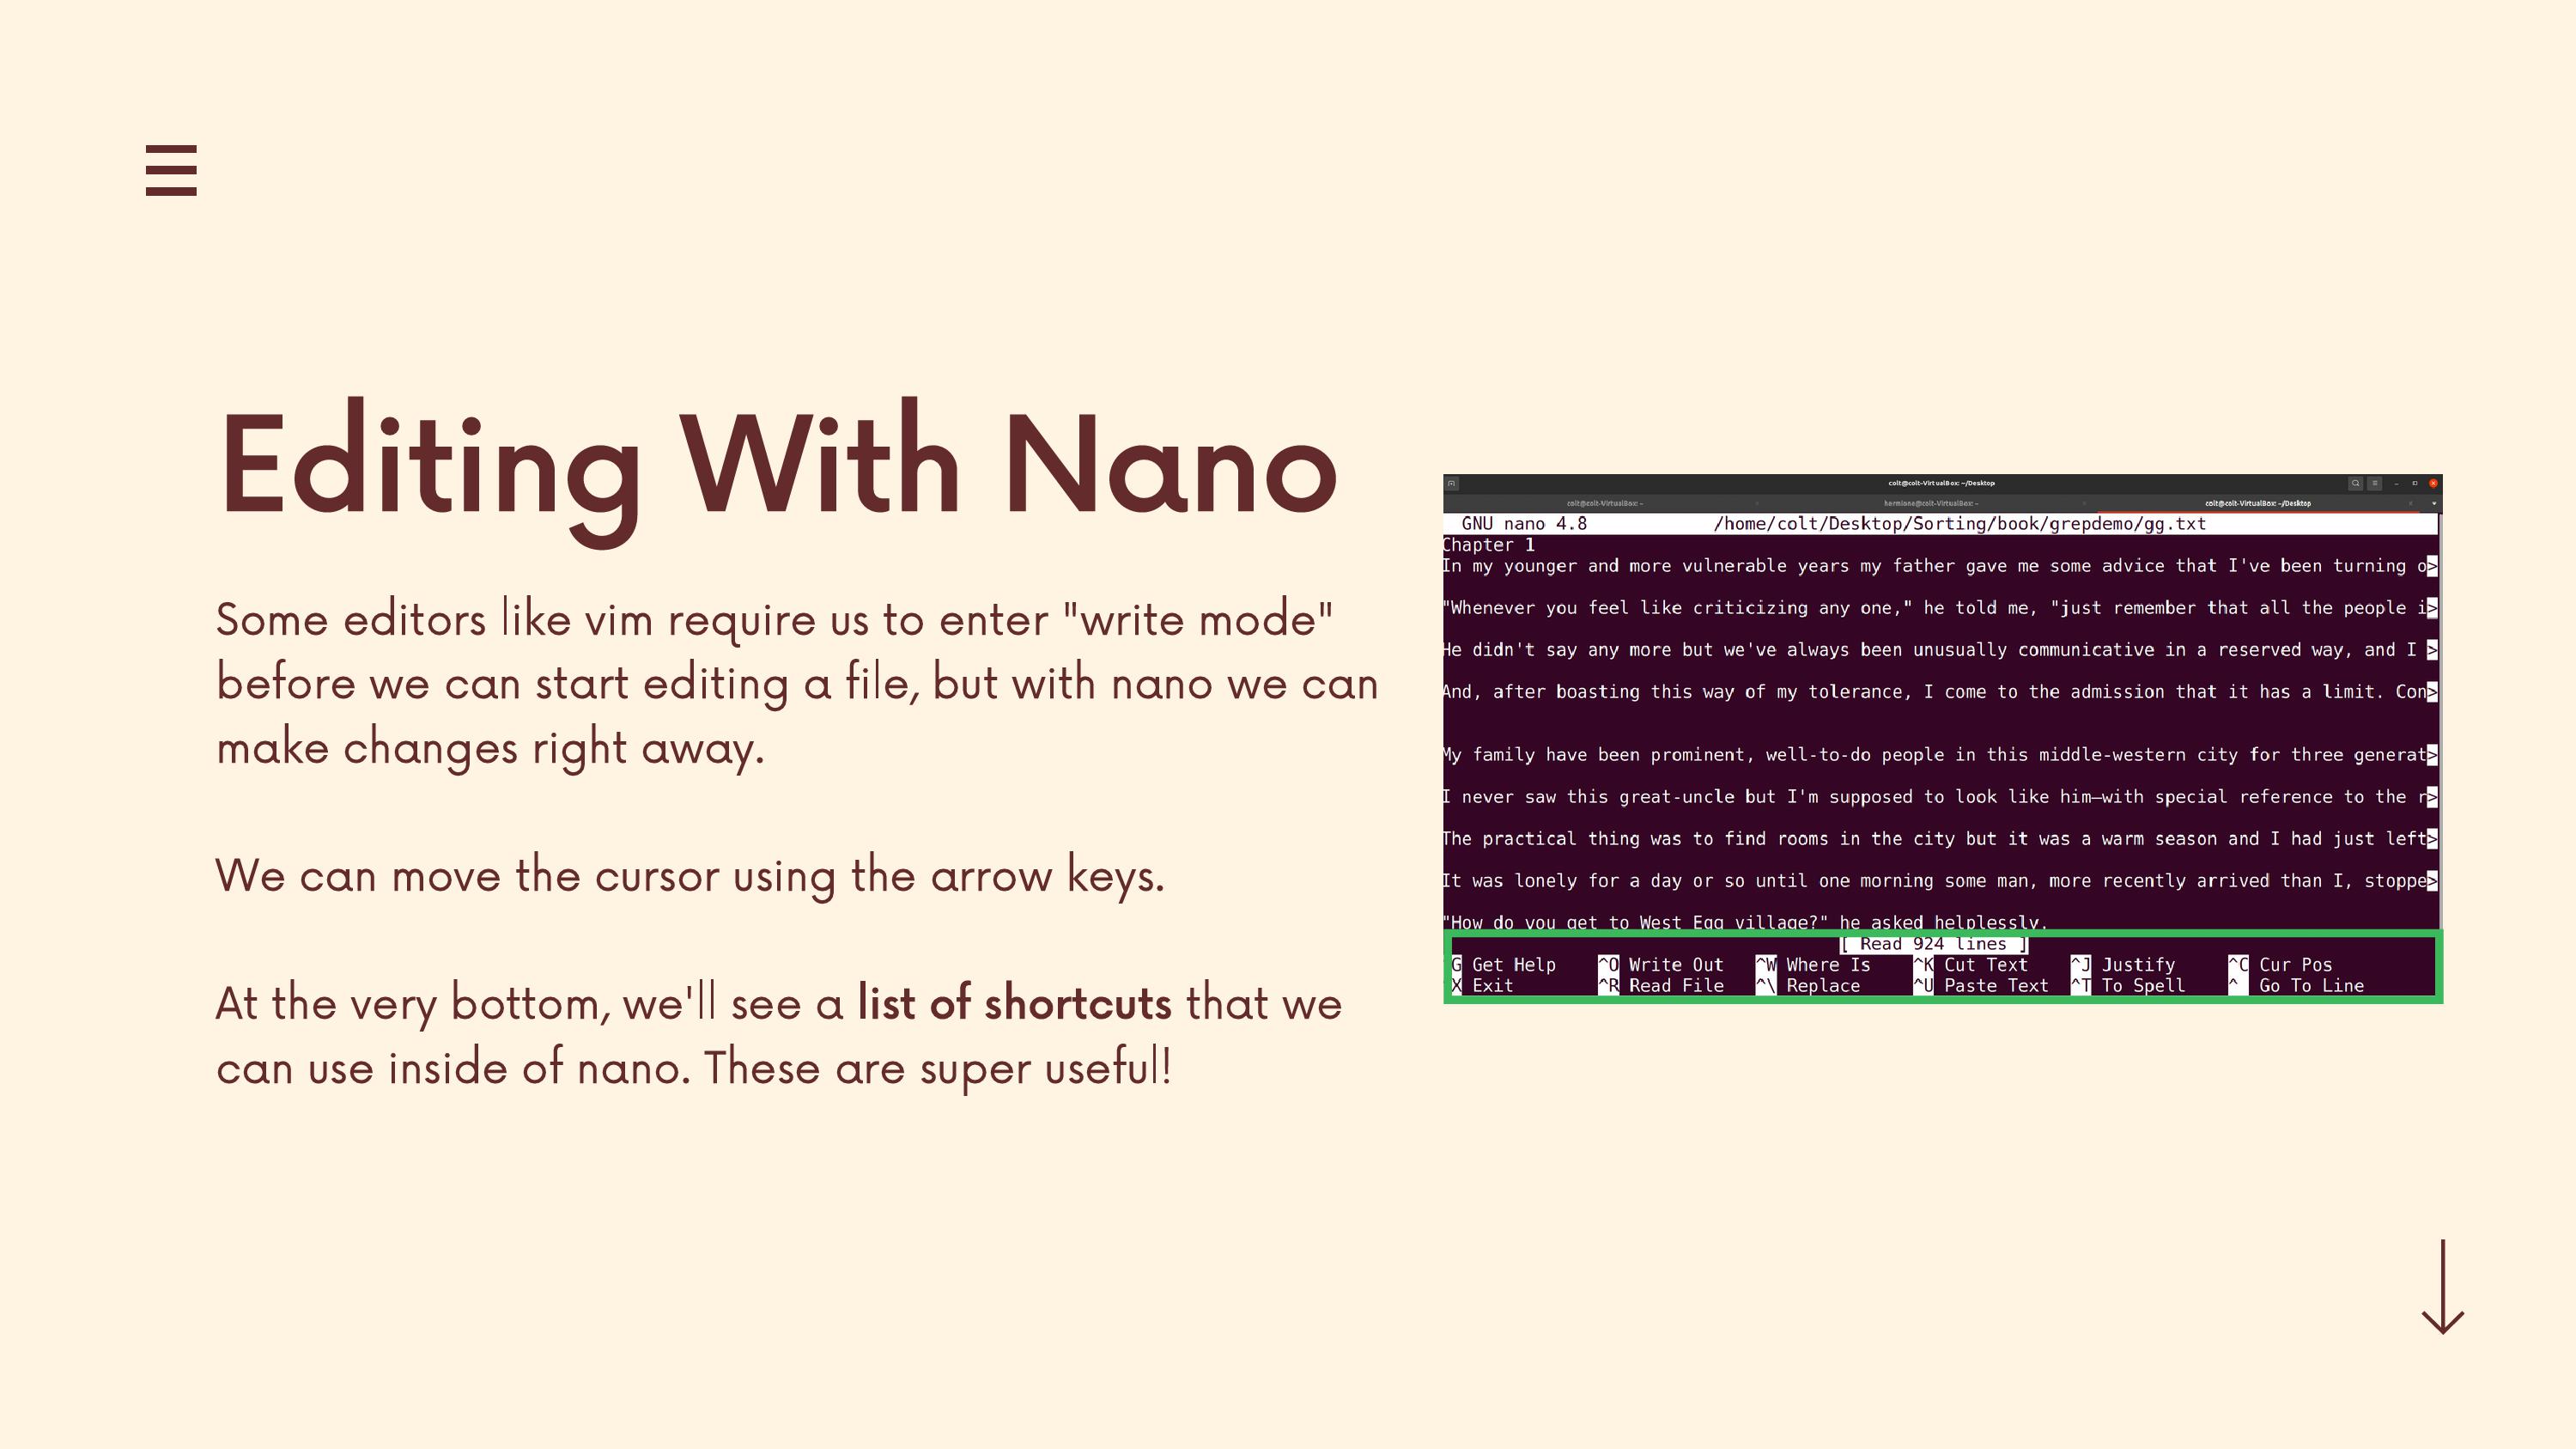 Editing With Nano
Some editors like vim require us to enter "write mode"
before we can start editing a file, but with nano we can
make changes right away.
We can move the cursor using the arrow keys.
At the very bottom, we'll see a list of shortcuts that we
can use inside of nano. These are super useful!
colt@colt-VirtualBox: ~/Desktop
colt@colt-VirtualBox: ~
hermione@colt-VirtualBox: ~
colt@colt-VirtualBox: ~/Desktop
GNU nano 4.8 /home/colt/Desktop/Sorting/book/grepdemo/gg.txt
Chapter 1
In my younger and more vulnerable years my father gave me some advice that I've been turning o>
"Whenever you feel like criticizing any one," he told me, "just remember that all the people i>
He didn't say any more but we've always been unusually communicative in a reserved way, and I >
And, after boasting this way of my tolerance, I come to the admission that it has a limit. Con>
My family have been prominent, well-to-do people in this middle-western city for three generat>
I never saw this great-uncle but I'm supposed to look like him—with special reference to the r>
The practical thing was to find rooms in the city but it was a warm season and I had just left>
It was lonely for a day or so until one morning some man, more recently arrived than I, stoppe>
"How do you get to West Egg village?" he asked helplessly.
[ Read 924 lines ]
G Get Help ^O Write Out ^W Where Is ^K Cut Text ^J Justify ^C Cur Pos
X Exit ^R Read File ^\ Replace ^U Paste Text ^T To Spell ^ Go To Line